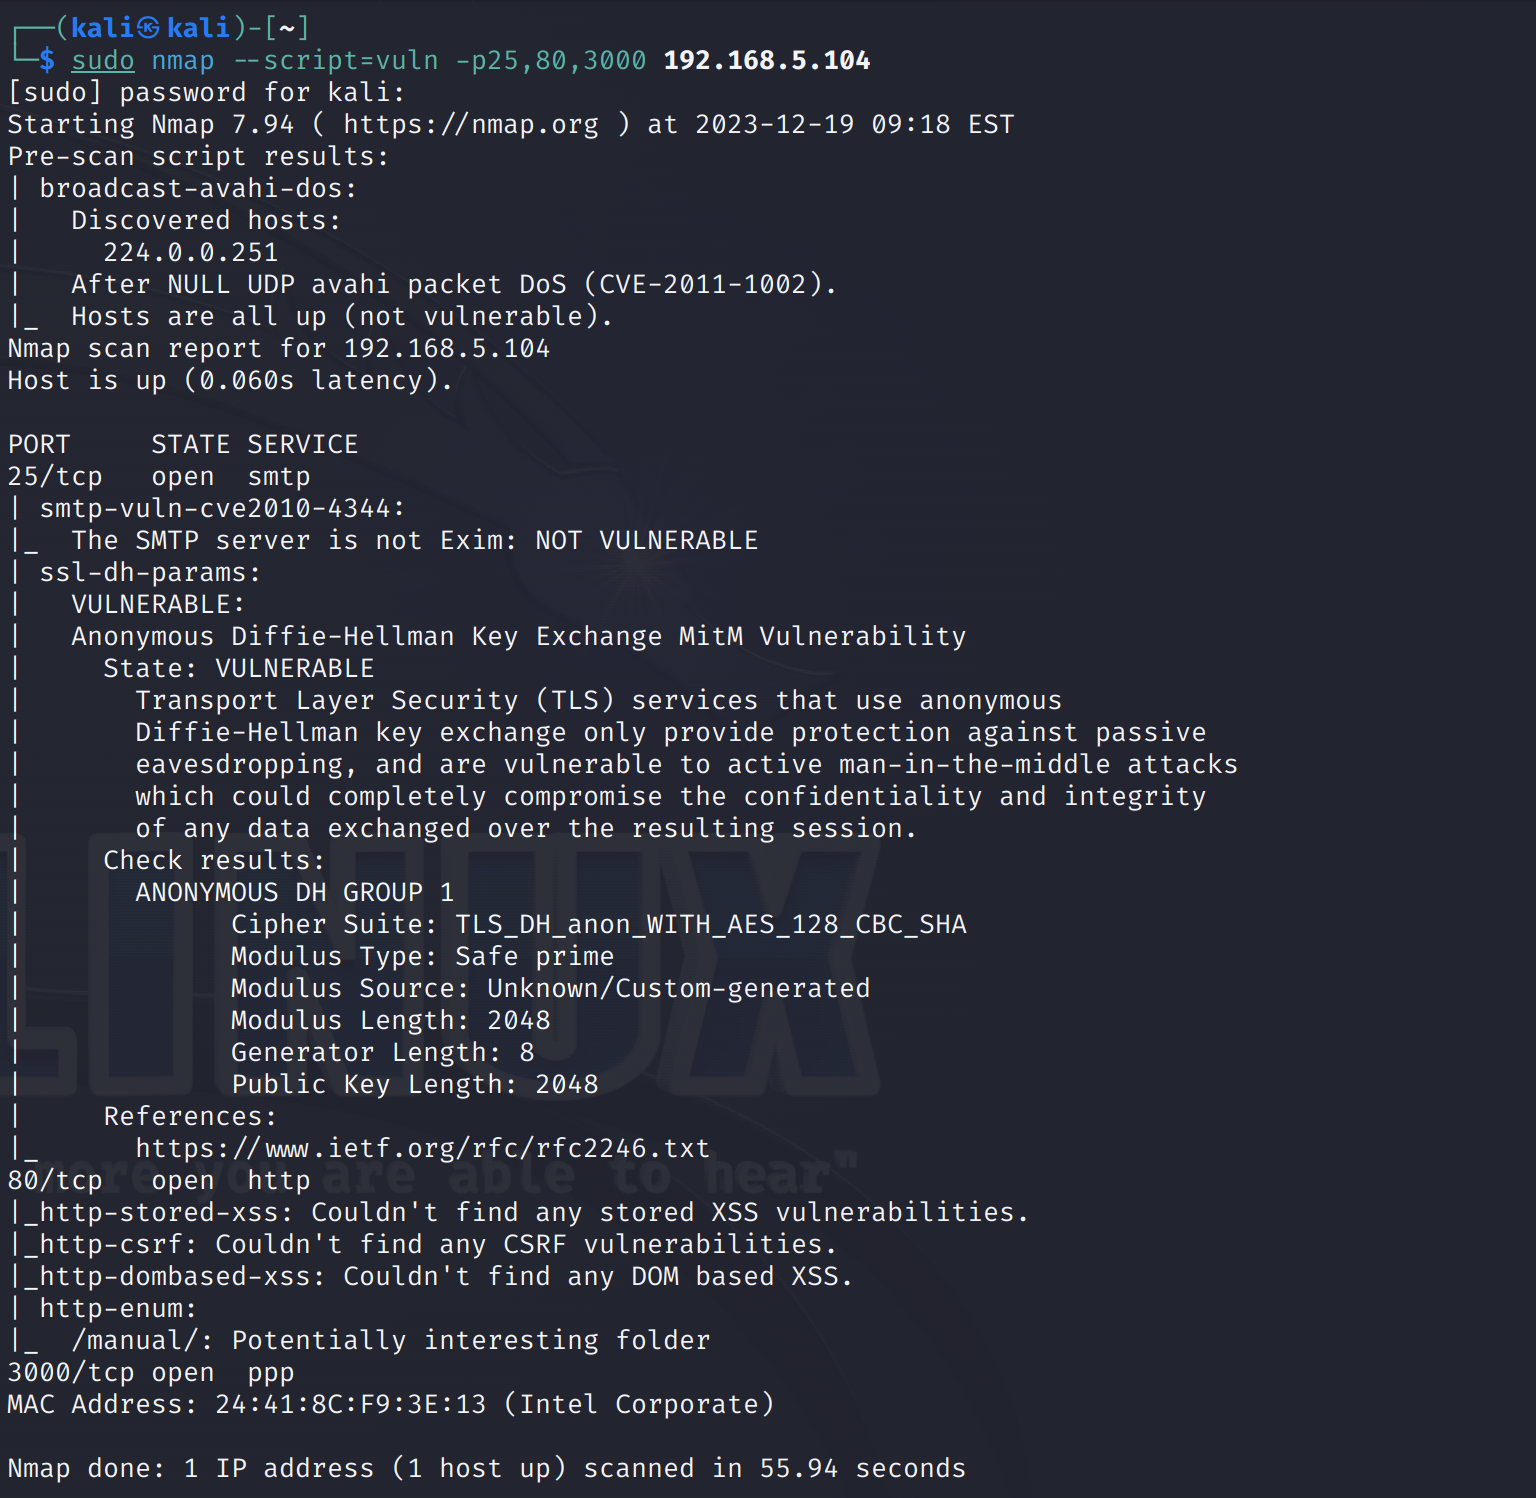 ┌──(kali㉿kali)-[~]
└─$ sudo nmap --script=vuln -p25,80,3000 192.168.5.104
[sudo] password for kali:
Starting Nmap 7.94 ( https://nmap.org ) at 2023-12-19 09:18 EST
Pre-scan script results:
| broadcast-avahi-dos:
|   Discovered hosts:
|     224.0.0.251
|   After NULL UDP avahi packet DoS (CVE-2011-1002).
|_  Hosts are all up (not vulnerable).
Nmap scan report for 192.168.5.104
Host is up (0.060s latency).

PORT     STATE SERVICE
25/tcp   open  smtp
| smtp-vuln-cve2010-4344:
|_  The SMTP server is not Exim: NOT VULNERABLE
| ssl-dh-params:
|   VULNERABLE:
|   Anonymous Diffie-Hellman Key Exchange MitM Vulnerability
|     State: VULNERABLE
|       Transport Layer Security (TLS) services that use anonymous
|       Diffie-Hellman key exchange only provide protection against passive
|       eavesdropping, and are vulnerable to active man-in-the-middle attacks
|       which could completely compromise the confidentiality and integrity
|       of any data exchanged over the resulting session.
|     Check results:
|       ANONYMOUS DH GROUP 1
|             Cipher Suite: TLS_DH_anon_WITH_AES_128_CBC_SHA
|             Modulus Type: Safe prime
|             Modulus Source: Unknown/Custom-generated
|             Modulus Length: 2048
|             Generator Length: 8
|             Public Key Length: 2048
|     References:
|_      https://www.ietf.org/rfc/rfc2246.txt
80/tcp   open  http
|_http-stored-xss: Couldn't find any stored XSS vulnerabilities.
|_http-csrf: Couldn't find any CSRF vulnerabilities.
|_http-dombased-xss: Couldn't find any DOM based XSS.
| http-enum:
|_  /manual/: Potentially interesting folder
3000/tcp open  ppp
MAC Address: 24:41:8C:F9:3E:13 (Intel Corporate)

Nmap done: 1 IP address (1 host up) scanned in 55.94 seconds
LINUX
more you are able to hear"